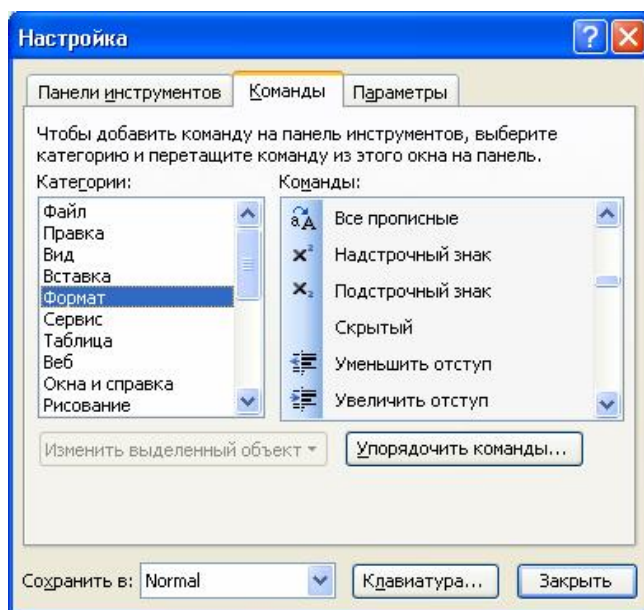 Настройка
Панели инструментов Команды Параметры
Чтобы добавить команду на панель инструментов, выберите
категорию и перетащите команду из этого окна на панель.
Категории: Команды:
Файл
Правка
Вид
Вставка
Формат
Сервис
Таблица
Веб
Окна и справка
Рисование
Все прописные
Надстрочный знак
Подстрочный знак
Скрытый
Уменьшить отступ
Увеличить отступ
Изменить выделенный объект Упорядочить команды...
Сохранить в: Normal Клавиатура... Закрыть